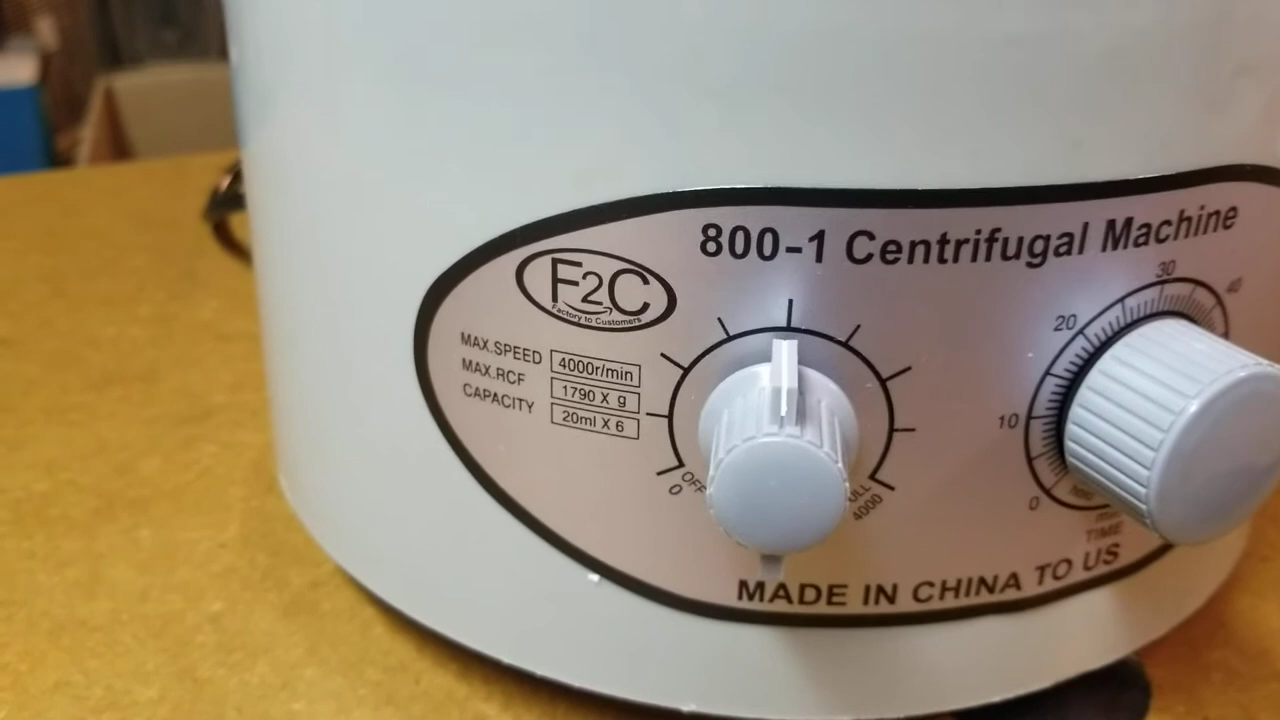 800-1 Centrifugal Machine
F2C
Factory to Customers
MAX.SPEED 4000r/min
MAX.RCF 1790 X g
CAPACITY 20ml X 6
OFF
0
4000
0
10
20
30
40
TIME
MADE IN CHINA TO US